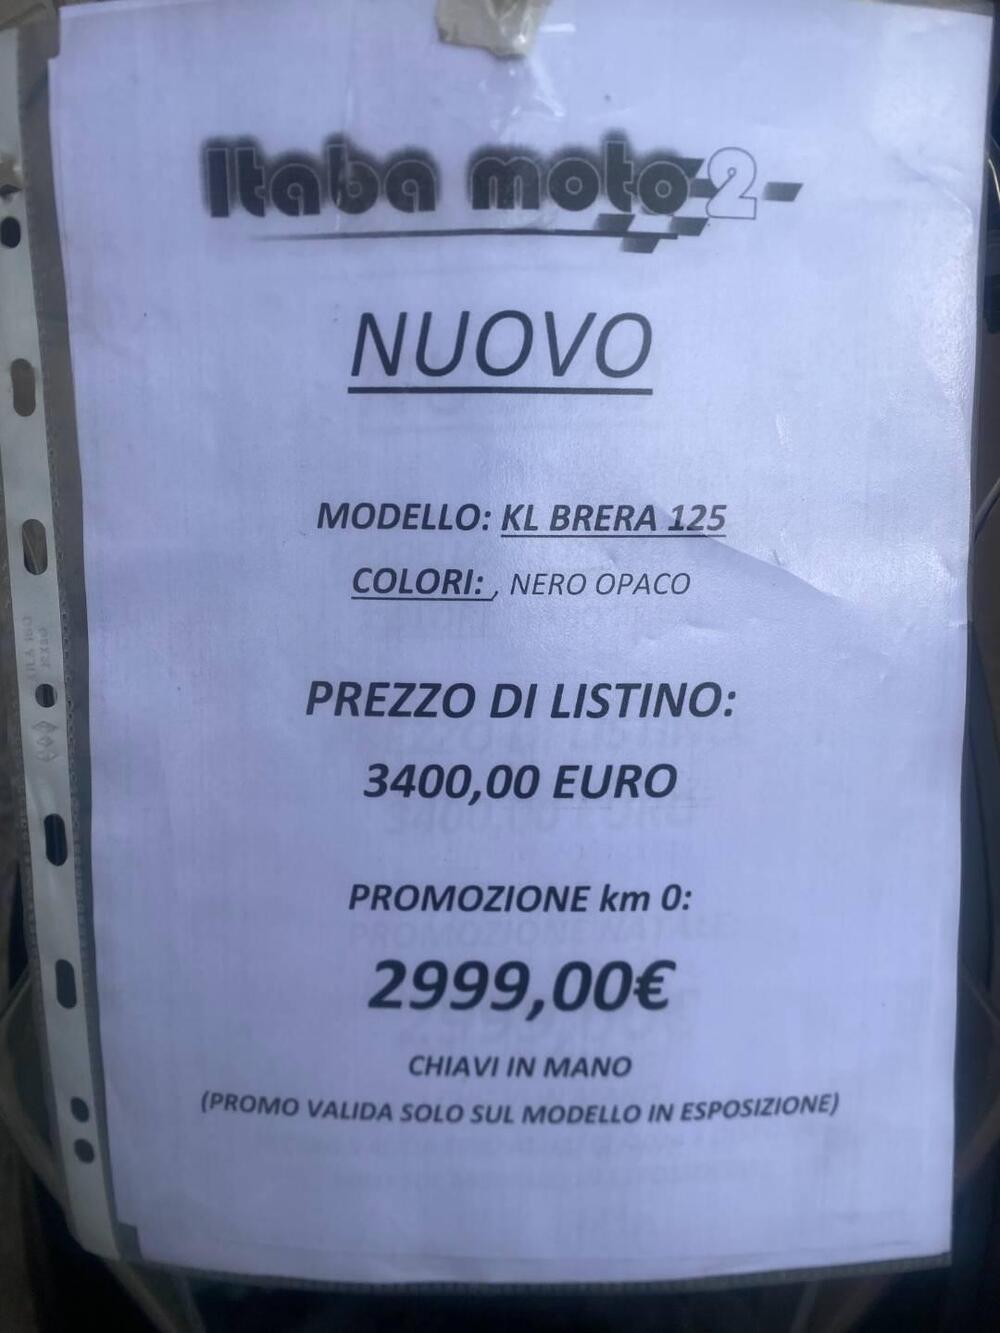 Itaba moto 2
NUOVO
MODELLO: KL BRERA 125
COLORI: , NERO OPACO
PREZZO DI LISTINO:
3400,00 EURO
PROMOZIONE km 0:
2999,00€
CHIAVI IN MANO
(PROMO VALIDA SOLO SUL MODELLO IN ESPOSIZIONE)